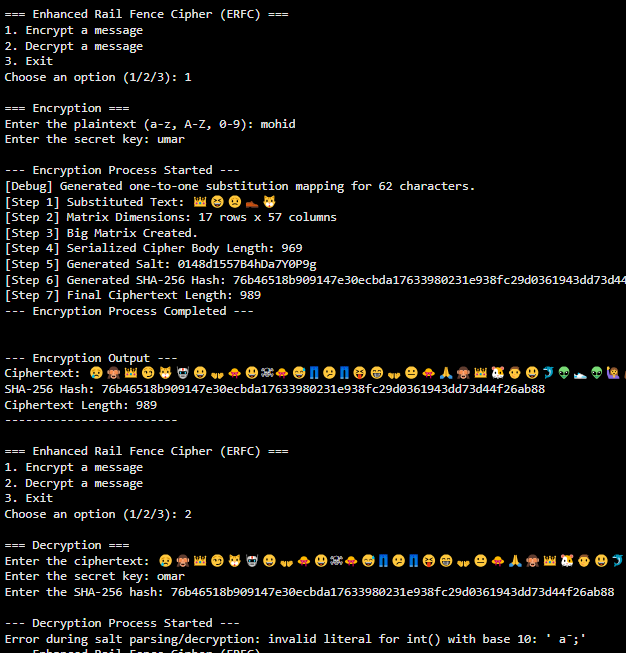 === Enhanced Rail Fence Cipher (ERFC) ===
1. Encrypt a message
2. Decrypt a message
3. Exit
Choose an option (1/2/3): 1
=== Encryption ===
Enter the plaintext (a-z, A-Z, 0-9): mohid
Enter the secret key: umar
--- Encryption Process Started ---
[Debug] Generated one-to-one substitution mapping for 62 characters.
[Step 1] Substituted Text: 👑😆🙁👞🐱
[Step 2] Matrix Dimensions: 17 rows x 57 columns
[Step 3] Big Matrix Created.
[Step 4] Serialized Cipher Body Length: 969
[Step 5] Generated Salt: 0148d1557B4hDa7Y0P9g
[Step 6] Generated SHA-256 Hash: 76b46518b909147e30ecbda17633980231e938fc29d0361943dd73d44
[Step 7] Final Ciphertext Length: 989
--- Encryption Process Completed ---
--- Encryption Output ---
Ciphertext: 😢🙊👑😏🐱💀😀👐👒😃☠👒😅👖😕👖😝😁👐😐👒🙏🙊👑🐹👨😃🐬👽👟👽🙋
SHA-256 Hash: 76b46518b909147e30ecbda17633980231e938fc29d0361943dd73d44f26ab88
Ciphertext Length: 989
-------------------------
=== Enhanced Rail Fence Cipher (ERFC) ===
1. Encrypt a message
2. Decrypt a message
3. Exit
Choose an option (1/2/3): 2
=== Decryption ===
Enter the ciphertext: 😢🙊👑😏🐱💀😀👐👒😃☠👒😅👖😕👖😝😁👐😐👒🙏🙊👑🐹👨😃🐬
Enter the secret key: omar
Enter the SHA-256 hash: 76b46518b909147e30ecbda17633980231e938fc29d0361943dd73d44f26ab88
--- Decryption Process Started ---
Error during salt parsing/decryption: invalid literal for int() with base 10: ' a¯;'